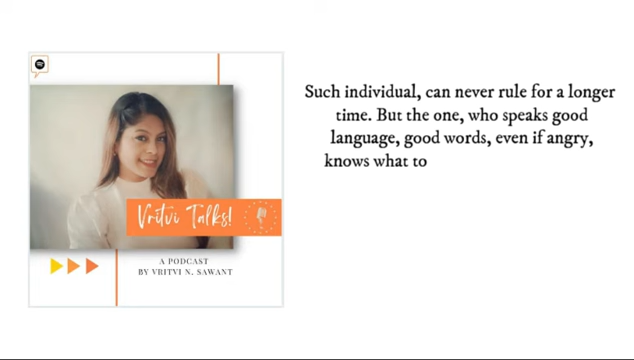 Vritvi Talks!
A PODCAST
BY VRITVI N. SAWANT
Such individual, can never rule for a longer
time. But the one, who speaks good
language, good words, even if angry,
knows what to